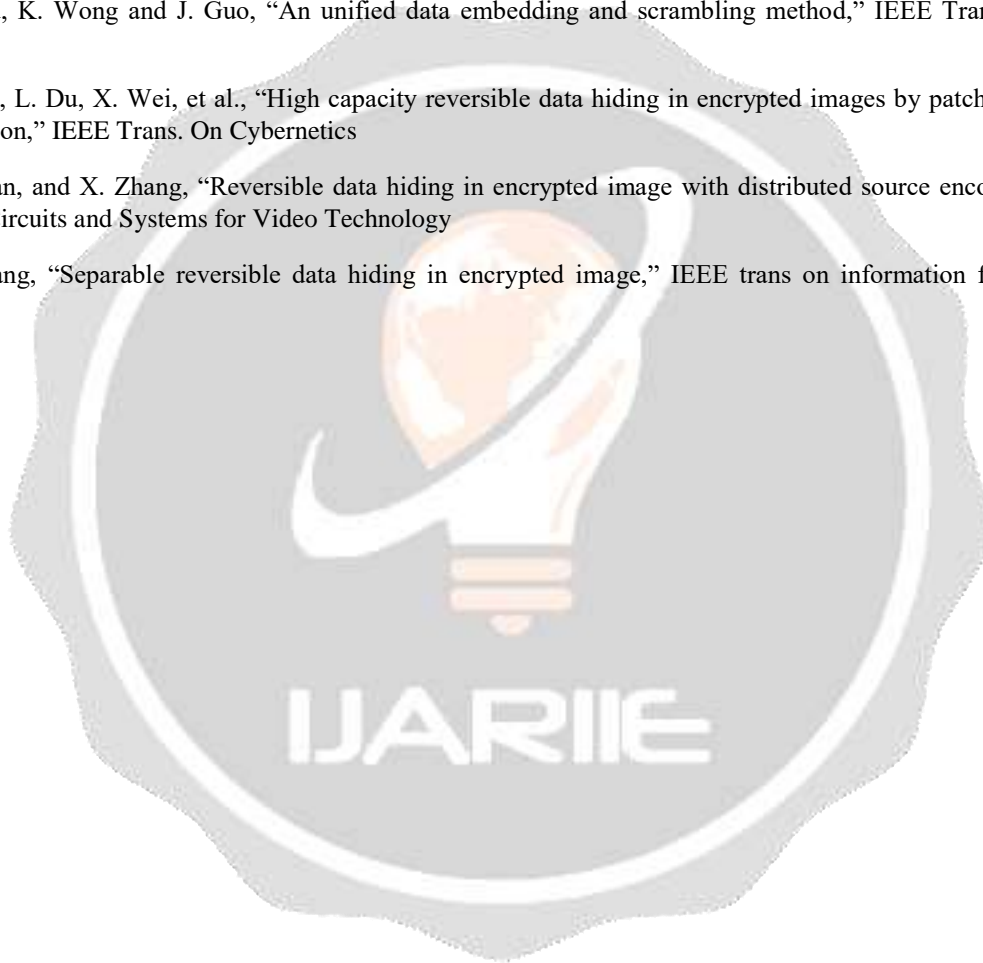 ., K. Wong and J. Guo, “An unified data embedding and scrambling method,” IEEE Tran
, L. Du, X. Wei, et al., “High capacity reversible data hiding in encrypted images by patch
on,” IEEE Trans. On Cybernetics
an, and X. Zhang, “Reversible data hiding in encrypted image with distributed source enco
ircuits and Systems for Video Technology
ang, “Separable reversible data hiding in encrypted image,” IEEE trans on information f
IJARIIE